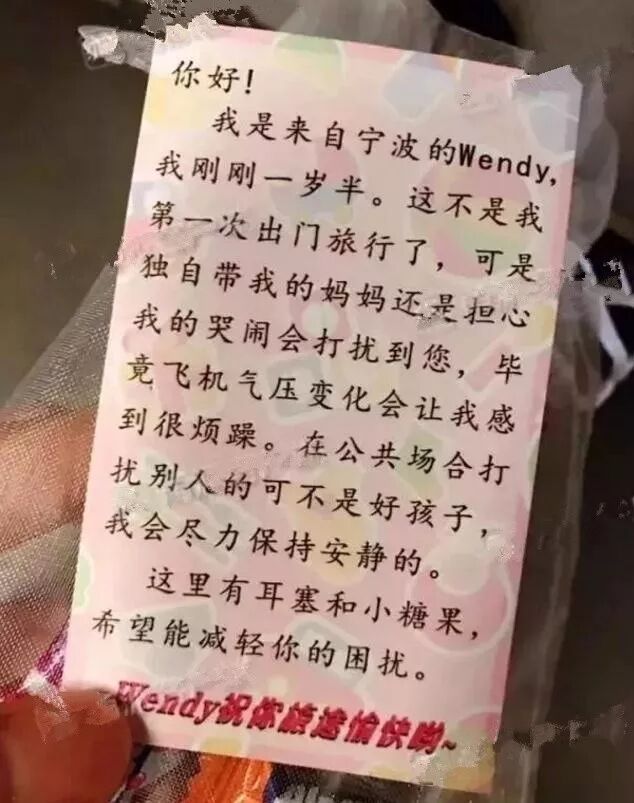 你好!
我是来自宁波的Wendy,
我刚刚一岁半。这不是我
第一次出门旅行了，可是
独自带我的妈妈还是担心
我的哭闹会打扰到您，毕
竟飞机气压变化会让我感
到很烦躁。在公共场合打
扰别人的可不是好孩子，
我会尽力保持安静的。
这里有耳塞和小糖果，
希望能减轻你的困扰。
Wendy祝你旅途愉快哟~